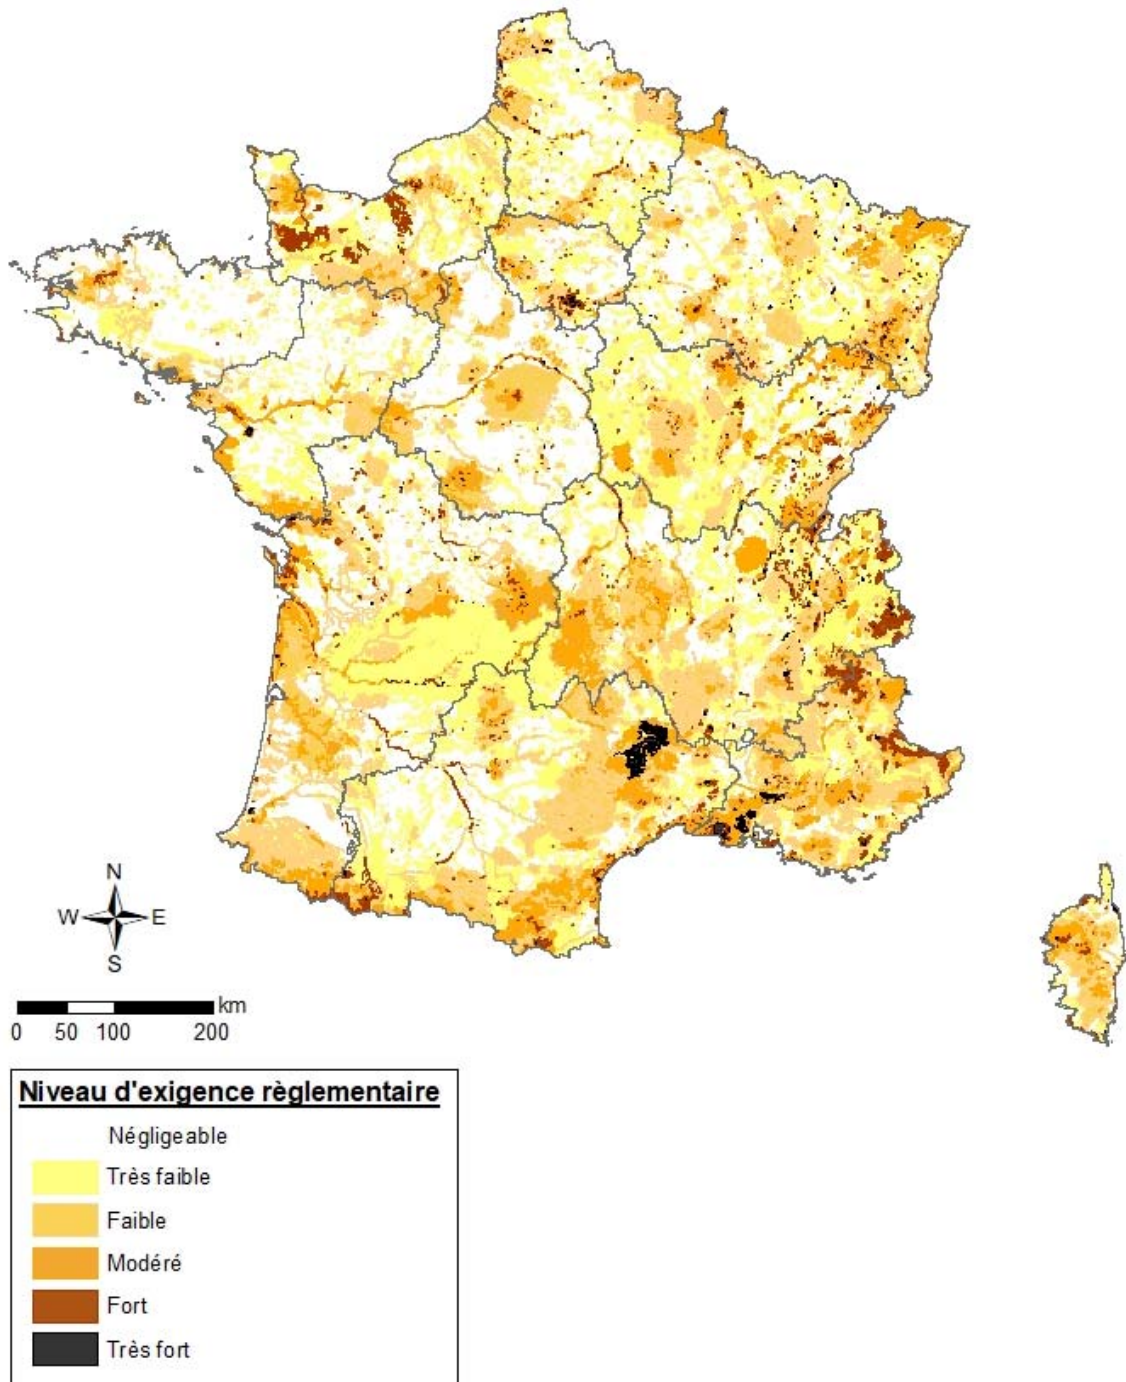 N
W E
S
km
0 50 100 200
Niveau d'exigence règlementaire
Négligeable
Très faible
Faible
Modéré
Fort
Très fort